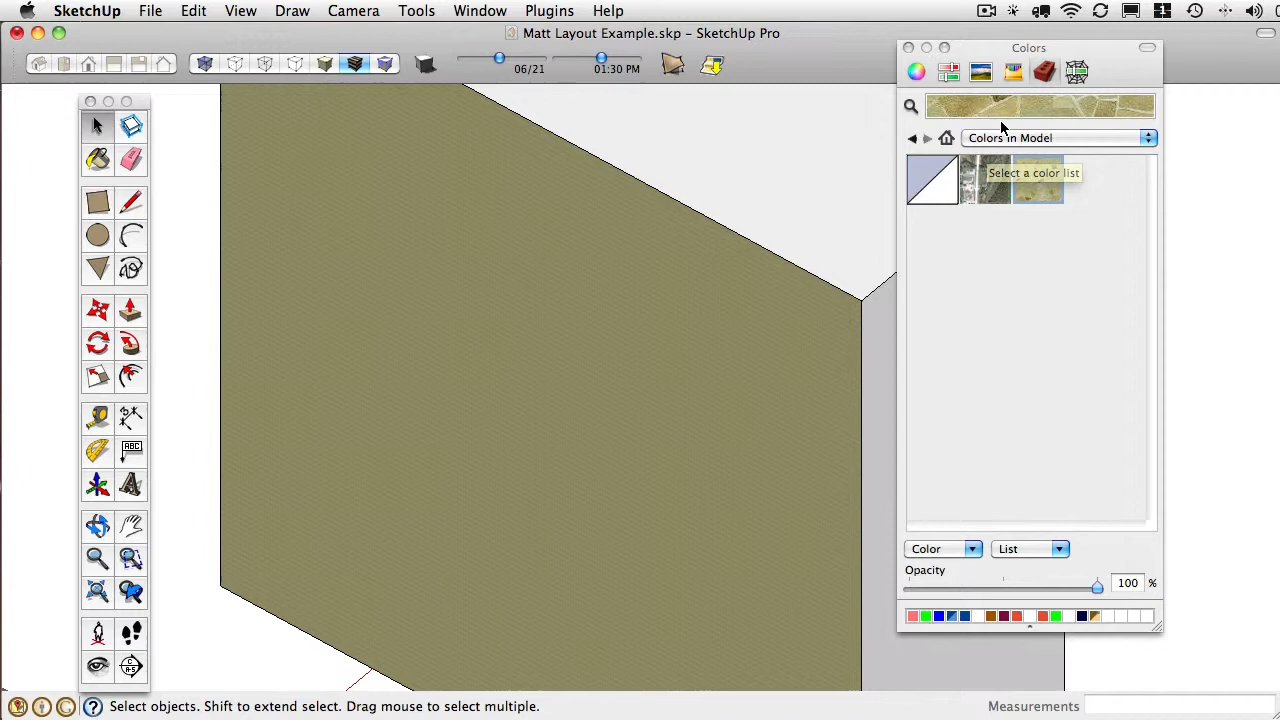 SketchUp File Edit View Draw Camera Tools Window Plugins Help
Matt Layout Example.skp - SketchUp Pro
06/21 01:30 PM
Colors
Colors in Model
Select a color list
ABC
A
C
A-5
Color List
Opacity
100 %
Select objects. Shift to extend select. Drag mouse to select multiple.
Measurements